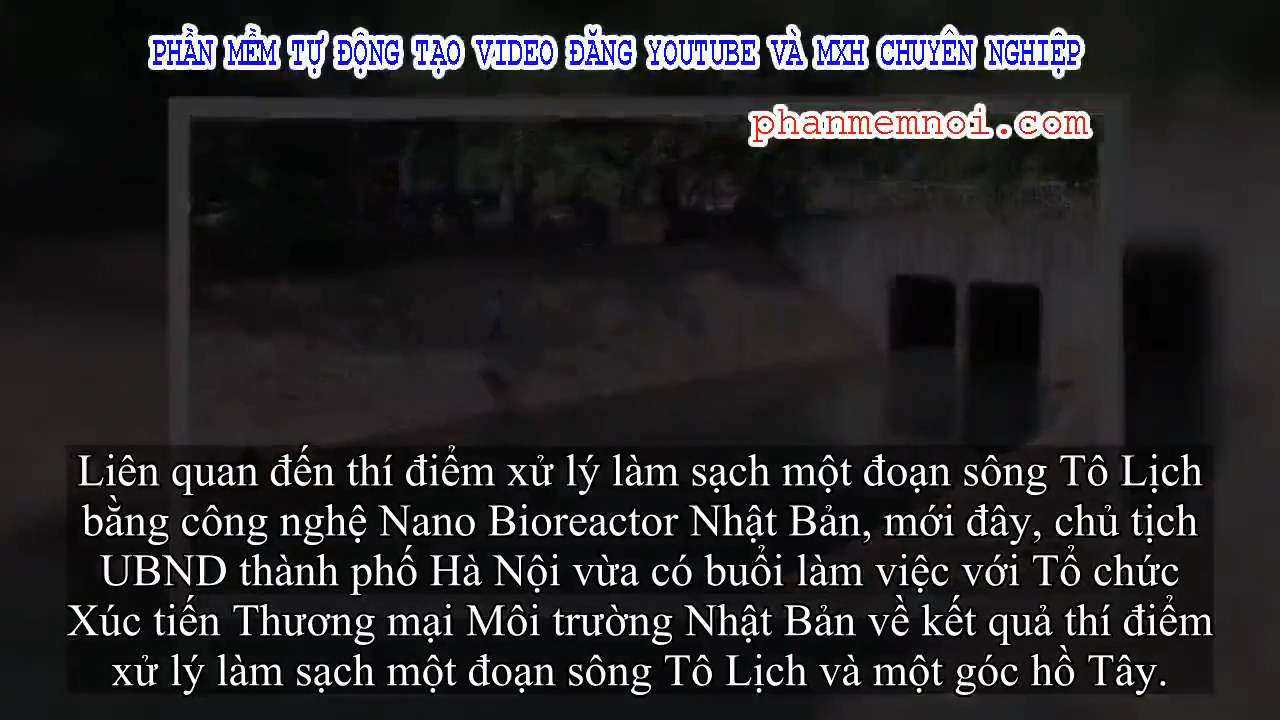 PHẦN MỀM TỰ ĐỘNG TẠO VIDEO ĐĂNG YOUTUBE VÀ MXH CHUYÊN NGHIỆP
phanmemnoi.com
Liên quan đến thí điểm xử lý làm sạch một đoạn sông Tô Lịch
bằng công nghệ Nano Bioreactor Nhật Bản, mới đây, chủ tịch
UBND thành phố Hà Nội vừa có buổi làm việc với Tổ chức
Xúc tiến Thương mại Môi trường Nhật Bản về kết quả thí điểm
xử lý làm sạch một đoạn sông Tô Lịch và một góc hồ Tây.